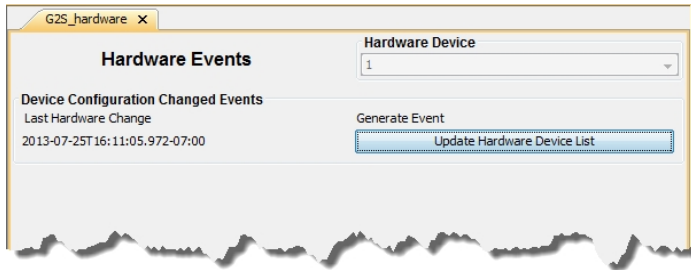 G2S_hardware X
Hardware Events
Hardware Device
1
Device Configuration Changed Events
Last Hardware Change
Generate Event
2013-07-25T16:11:05.972-07:00
Update Hardware Device List